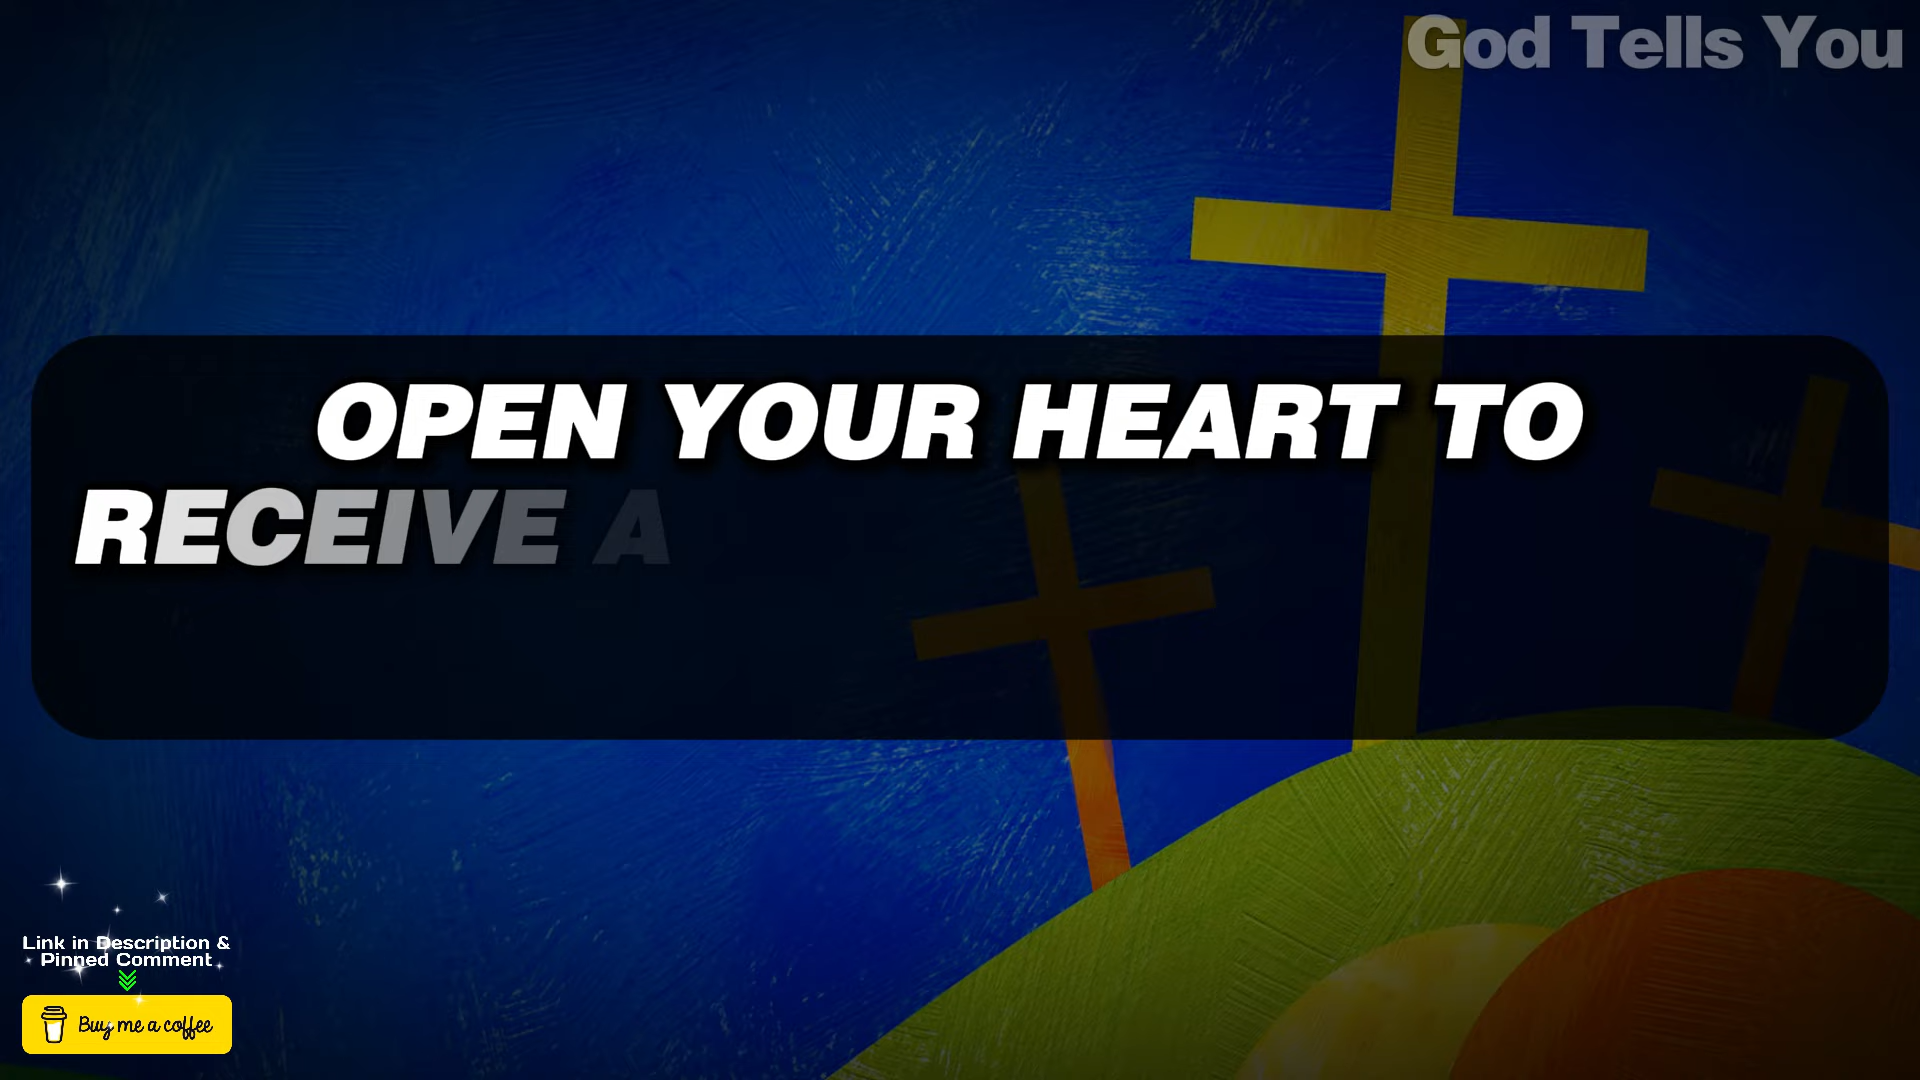 God Tells You
OPEN YOUR HEART TO
RECEIVE A
Link in Description &
Pinned Comment
Buy me a coffee